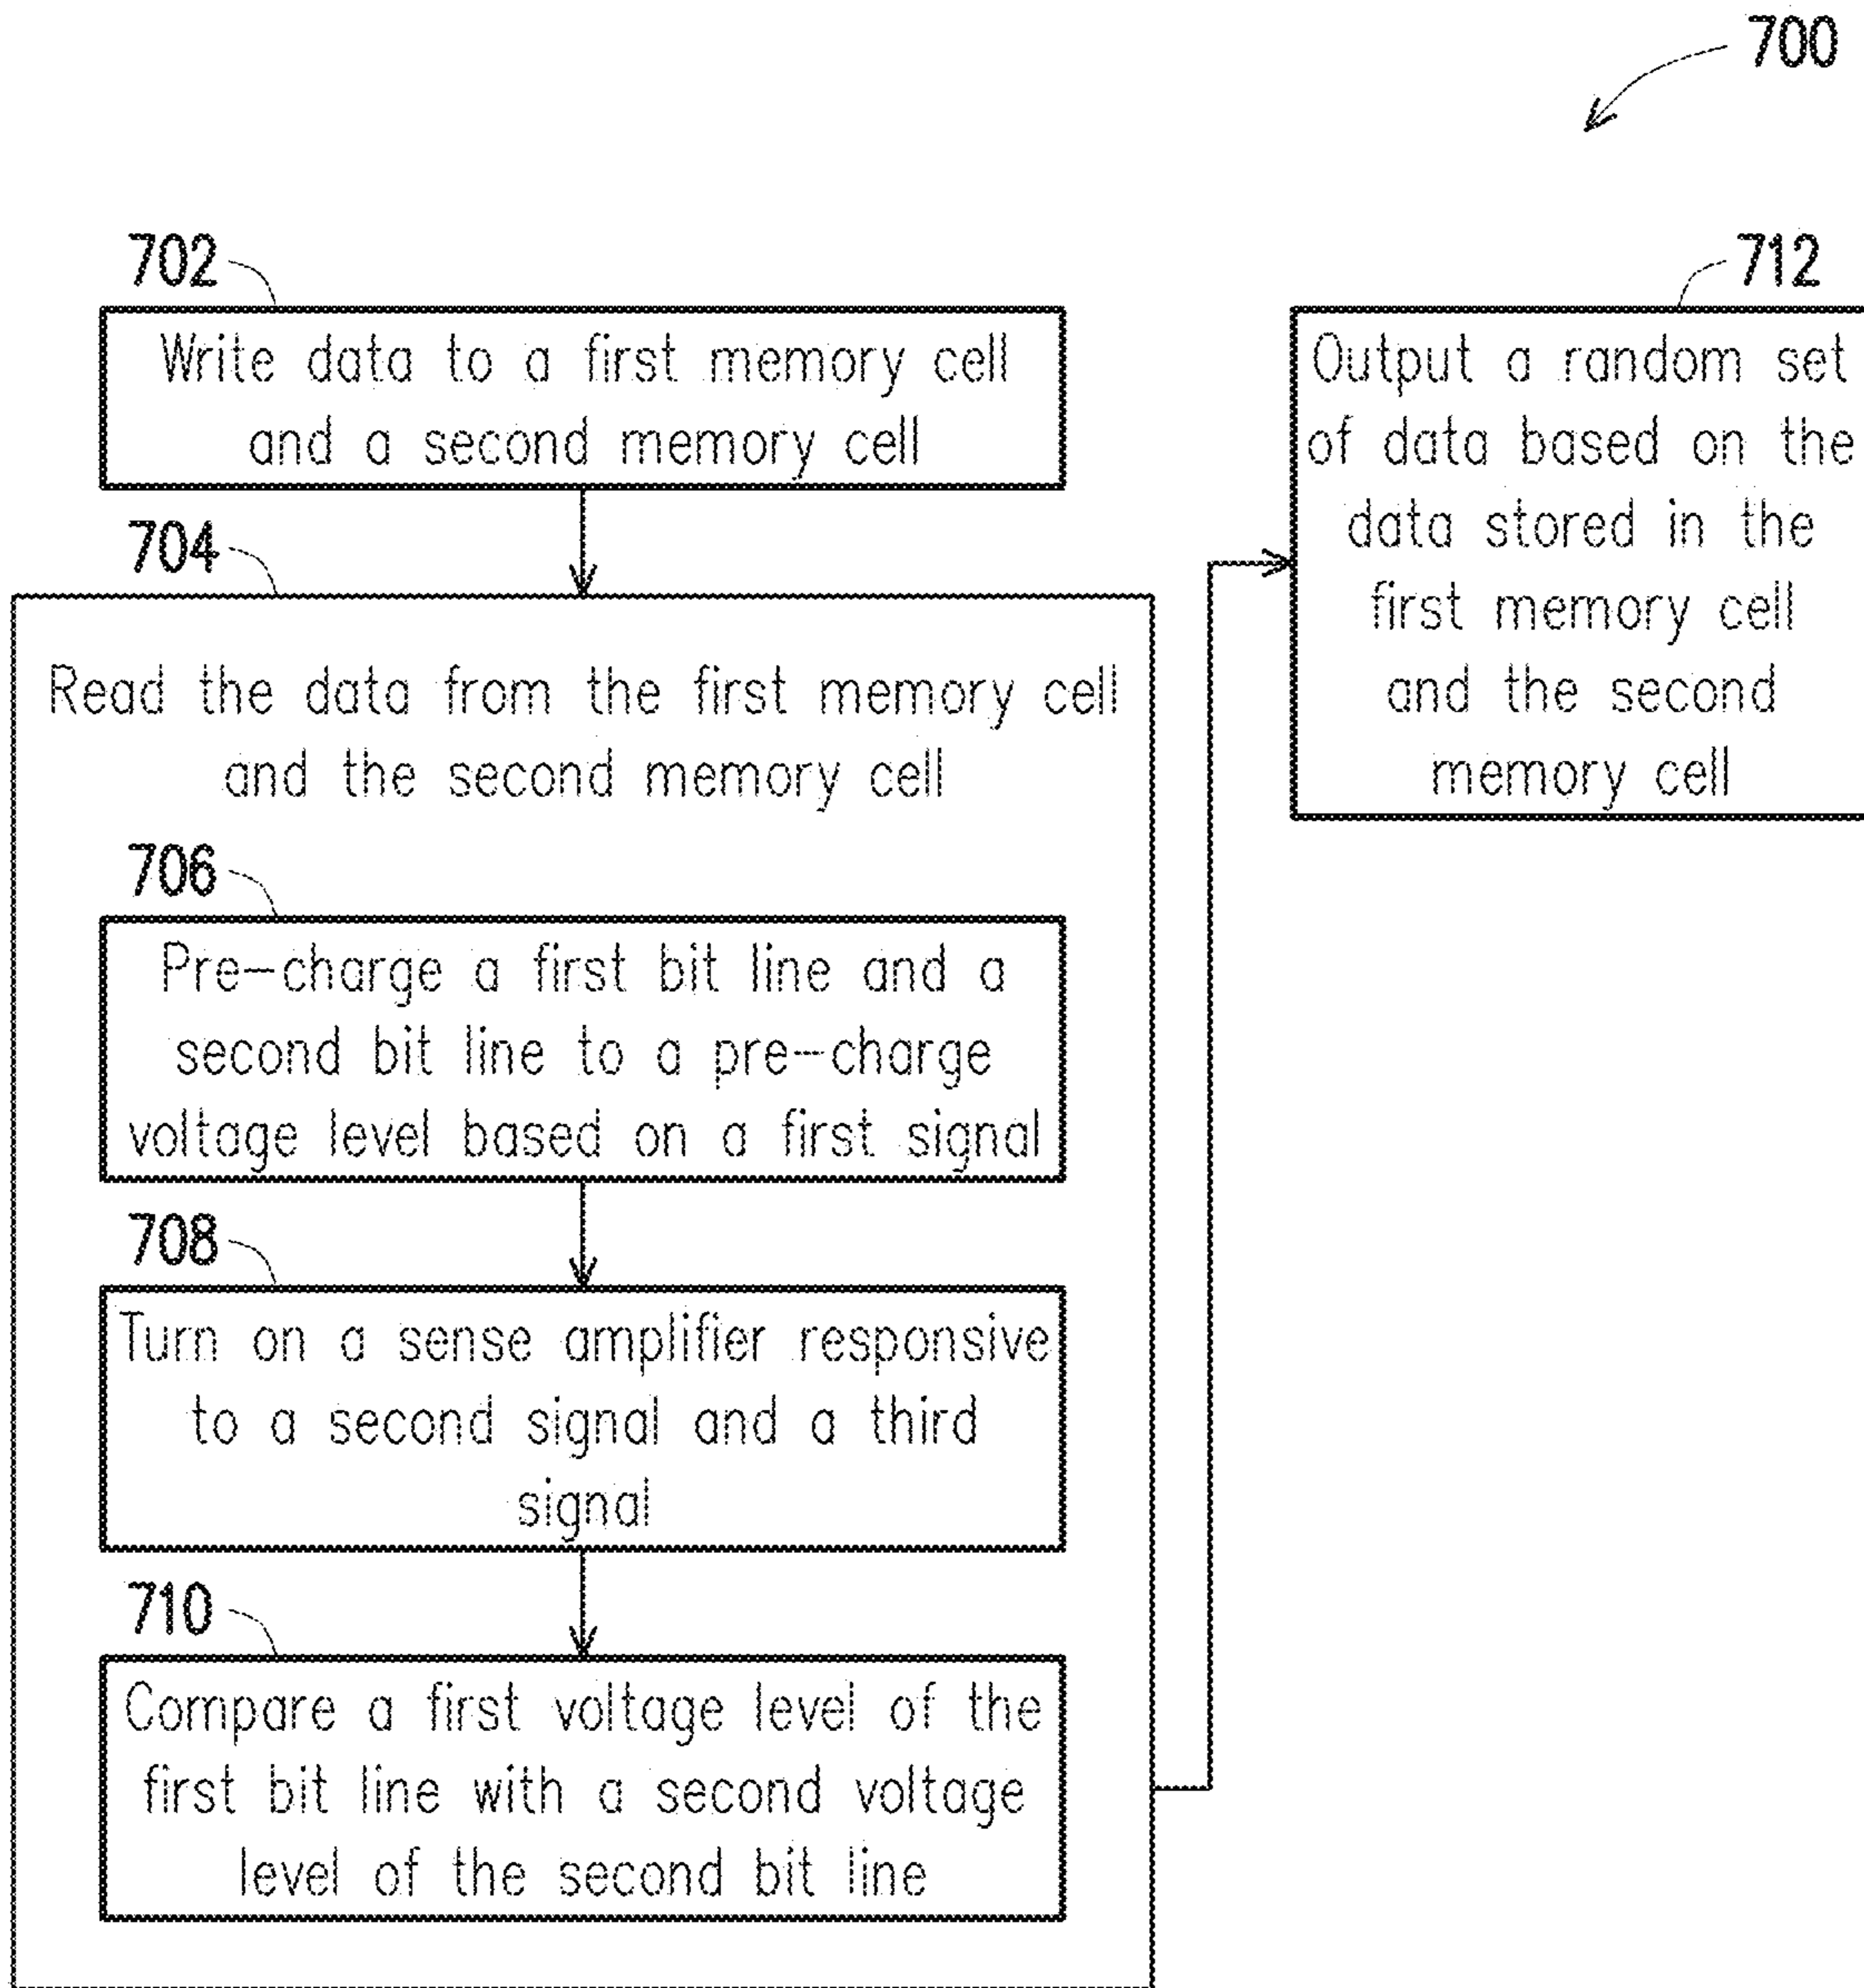 700
702
Write data to a first memory cell
and a second memory cell
704
Read the data from the first memory cell
and the second memory cell
706
Pre-charge a first bit line and a
second bit line to a pre-charge
voltage level based on a first signal
708
Turn on a sense amplifier responsive
to a second signal and a third
signal
710
Compare a first voltage level of the
first bit line with a second voltage
level of the second bit line
712
Output a random set
of data based on the
data stored in the
first memory cell
and the second
memory cell